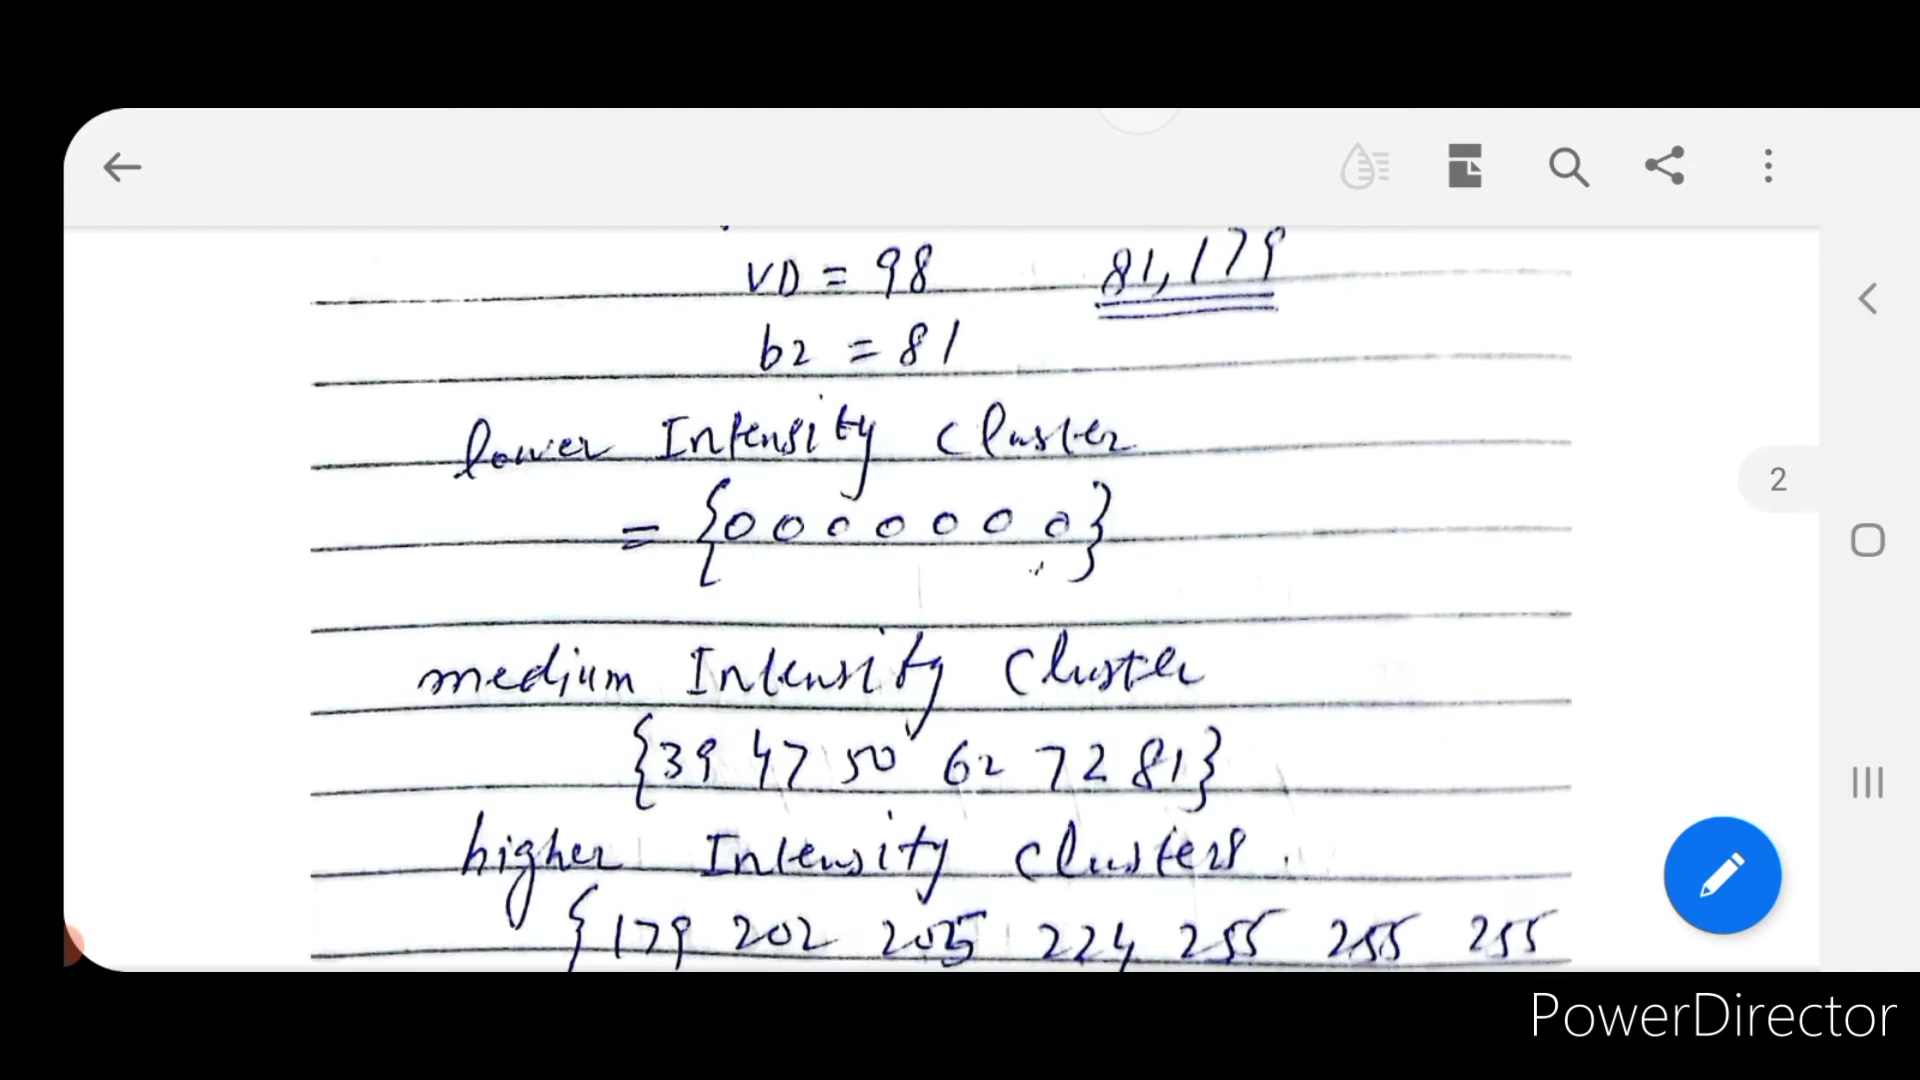 VD = 98 81, 179
b2 = 81
lower Intensity Cluster
= {0 0 0 0 0 0 0}
2
medium Intensity Cluster
{39 47 50 62 72 81}
higher Intensity Clusters.
{179 202 205 224 255 255 255
PowerDirector